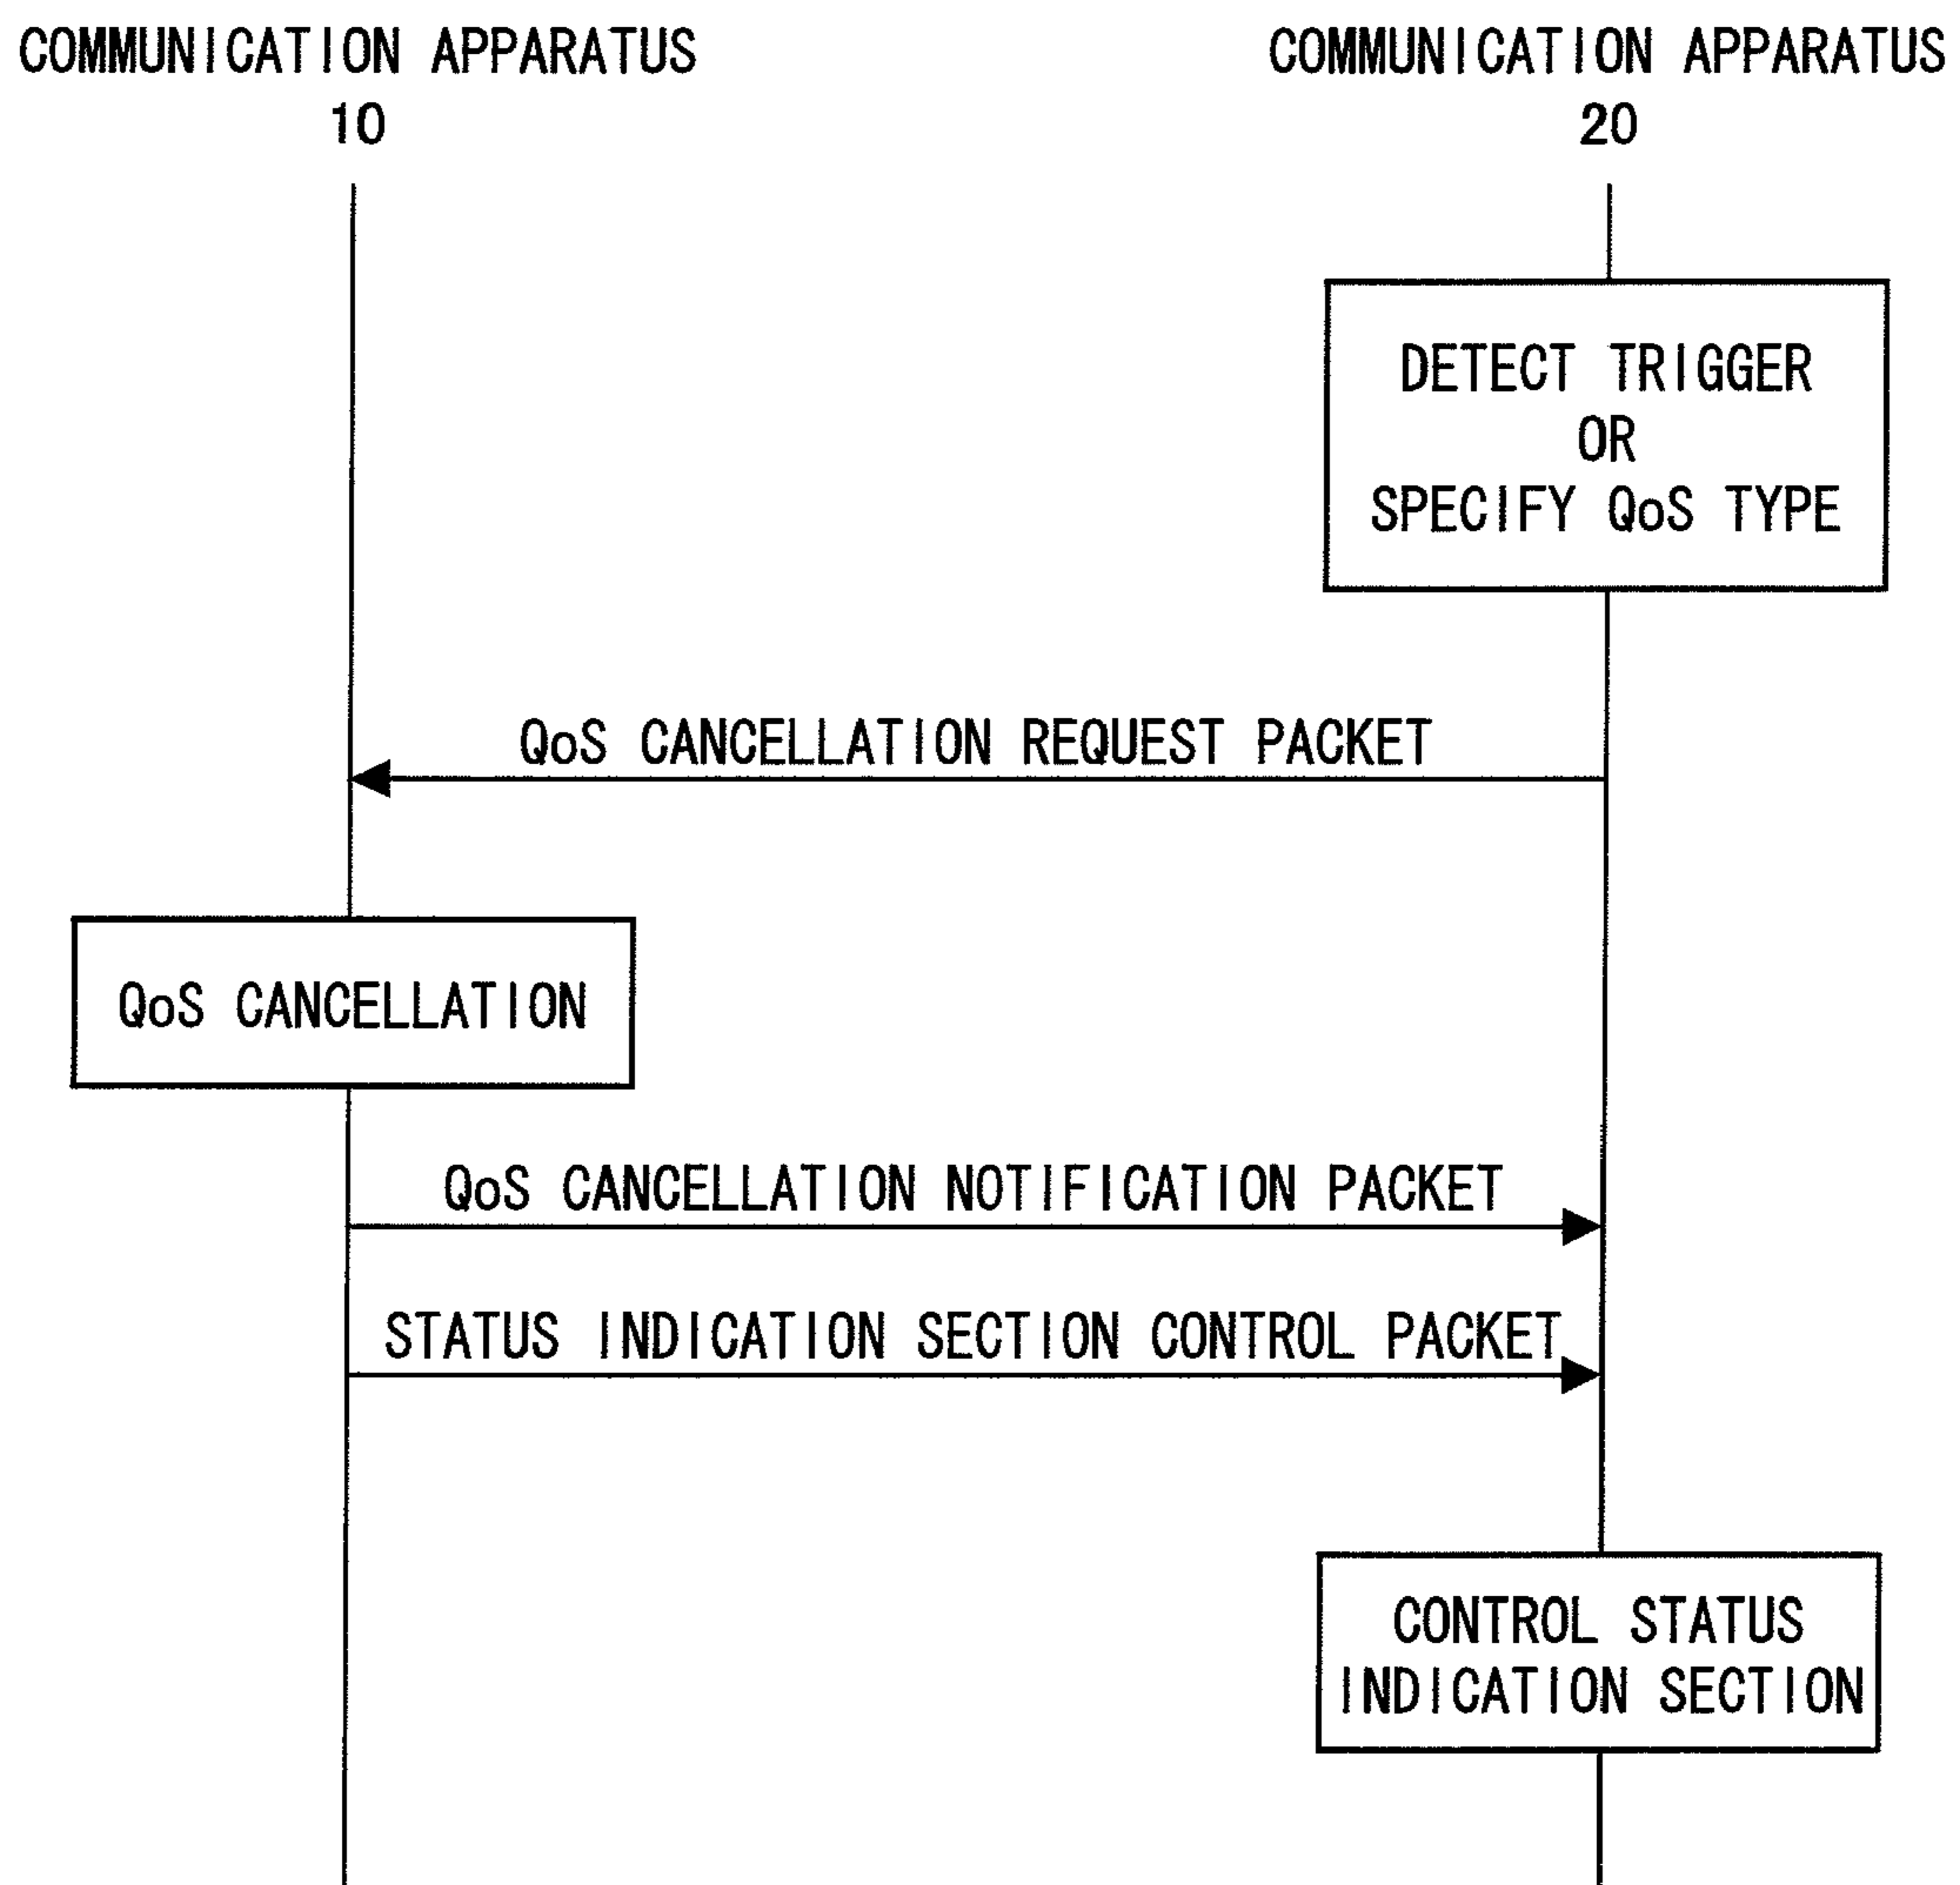 COMMUNICATION APPARATUS
10
COMMUNICATION APPARATUS
20
DETECT TRIGGER
OR
SPECIFY QoS TYPE
QoS CANCELLATION REQUEST PACKET
QoS CANCELLATION
QoS CANCELLATION NOTIFICATION PACKET
STATUS INDICATION SECTION CONTROL PACKET
CONTROL STATUS
INDICATION SECTION